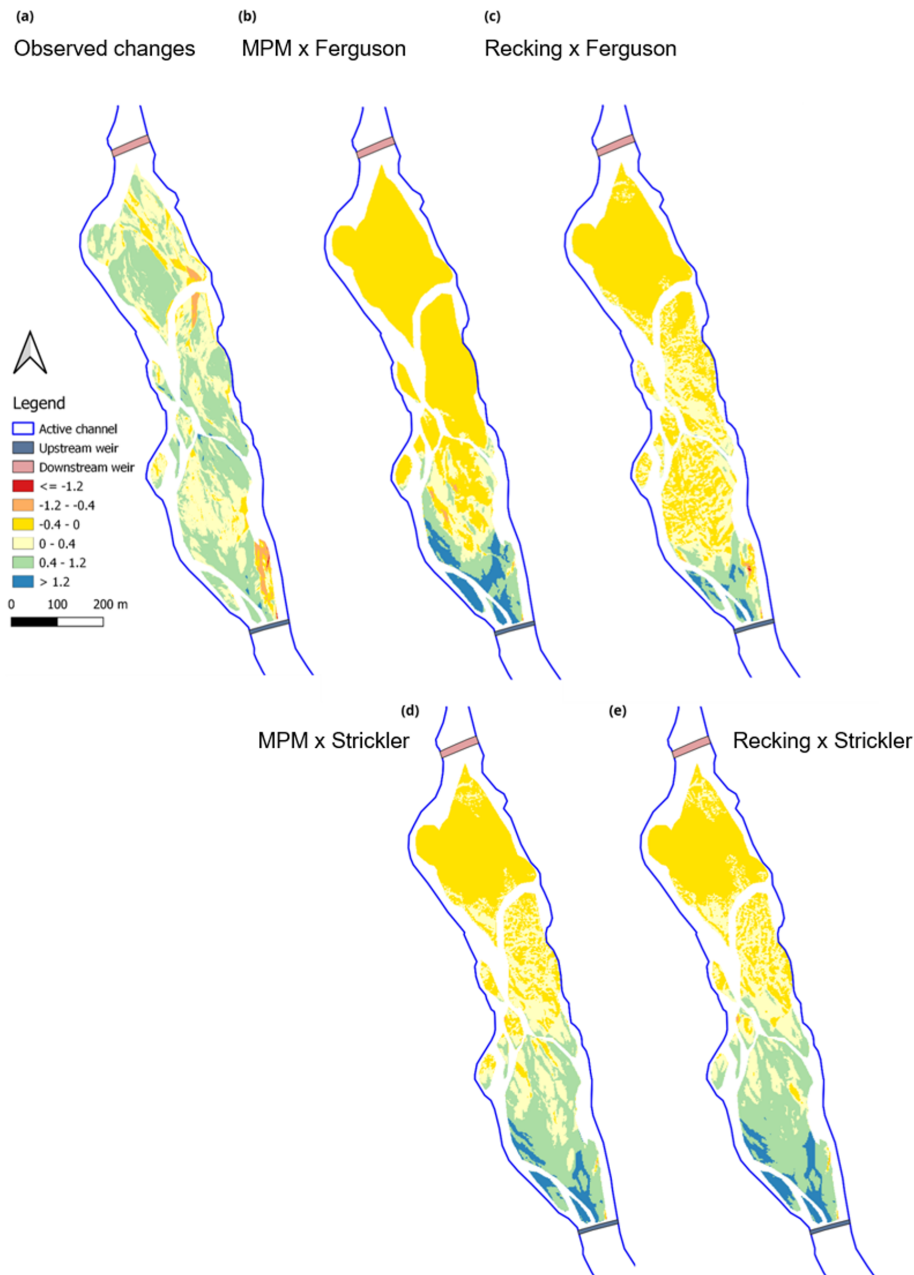 (a)
(b)
(c)
Observed changes
MPM x Ferguson
Recking x Ferguson
Legend
Active channel
Upstream weir
Downstream weir
<= -1.2
-1.2 - -0.4
-0.4 - 0
0 - 0.4
0.4 - 1.2
> 1.2
0 100 200 m
(d)
(e)
MPM x Strickler
Recking x Strickler